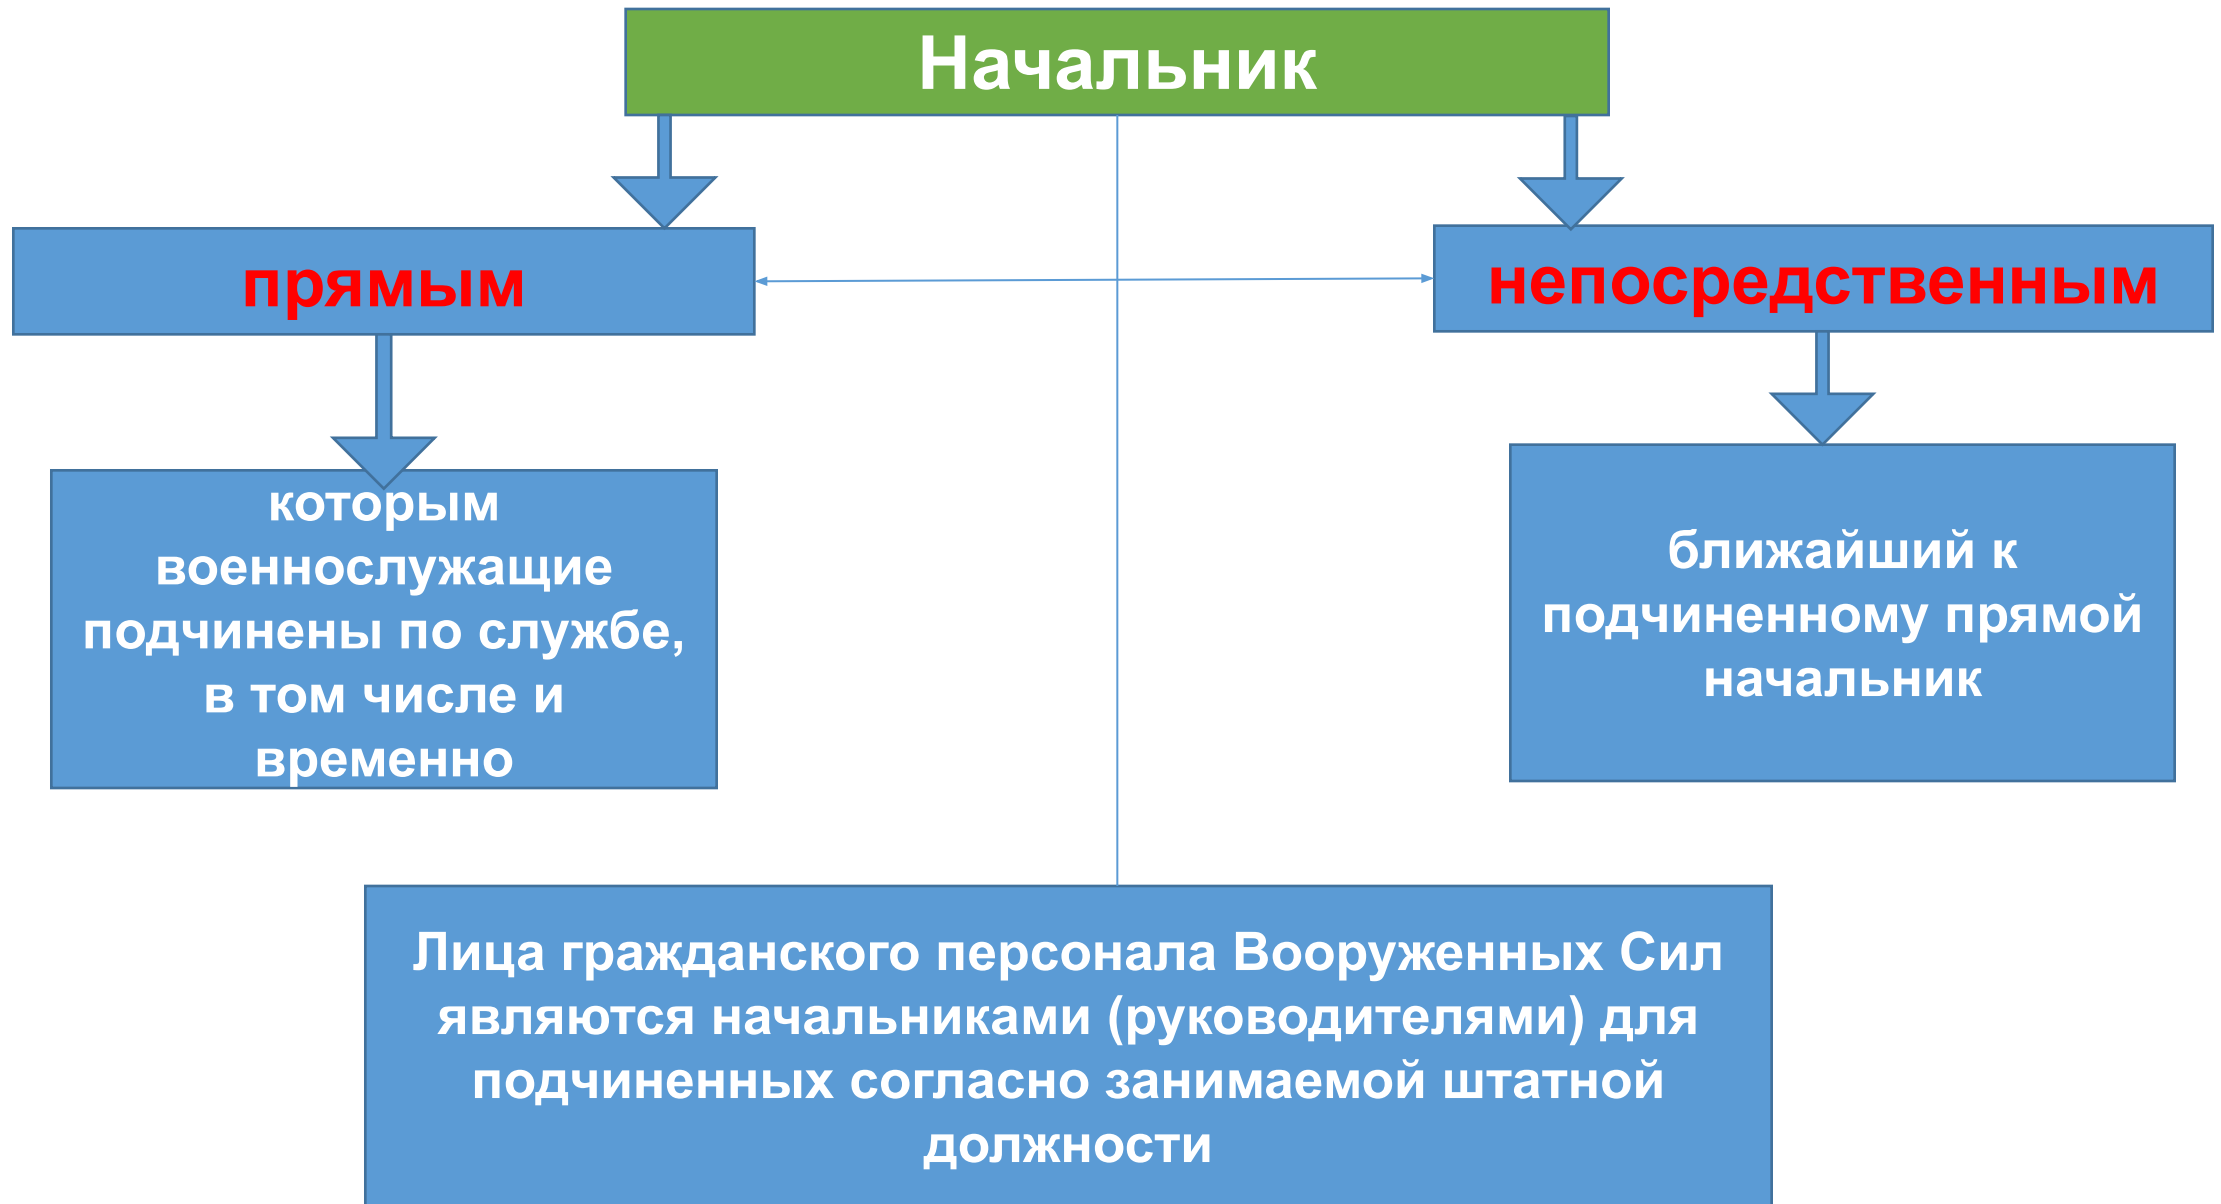 Начальник
прямым
непосредственным
которым
военнослужащие
подчинены по службе,
в том числе и
временно
ближайший к
подчиненному прямой
начальник
Лица гражданского персонала Вооруженных Сил
являются начальниками (руководителями) для
подчиненных согласно занимаемой штатной
должности